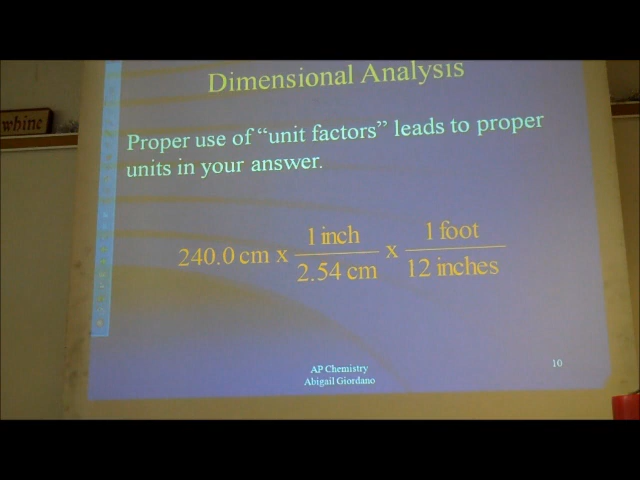 whine
Dimensional Analysis
Proper use of “unit factors” leads to proper
units in your answer.
240.0 cm x 1 inch / 2.54 cm x 1 foot / 12 inches
AP Chemistry
Abigail Giordano
10